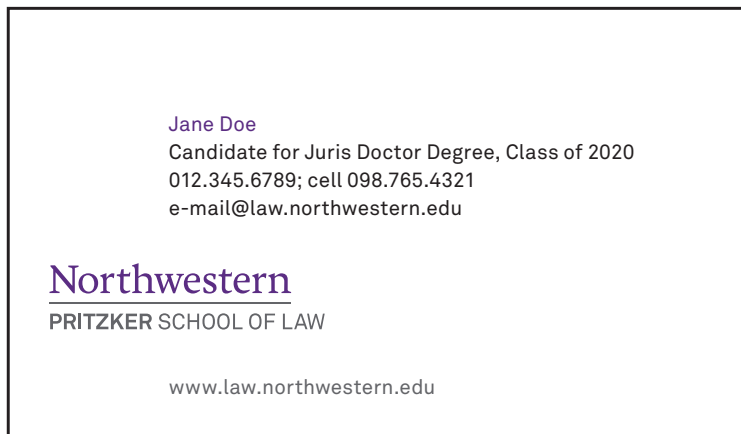 Jane Doe
Candidate for Juris Doctor Degree, Class of 2020
012.345.6789; cell 098.765.4321
e-mail@law.northwestern.edu
Northwestern
PRITZKER SCHOOL OF LAW
www.law.northwestern.edu